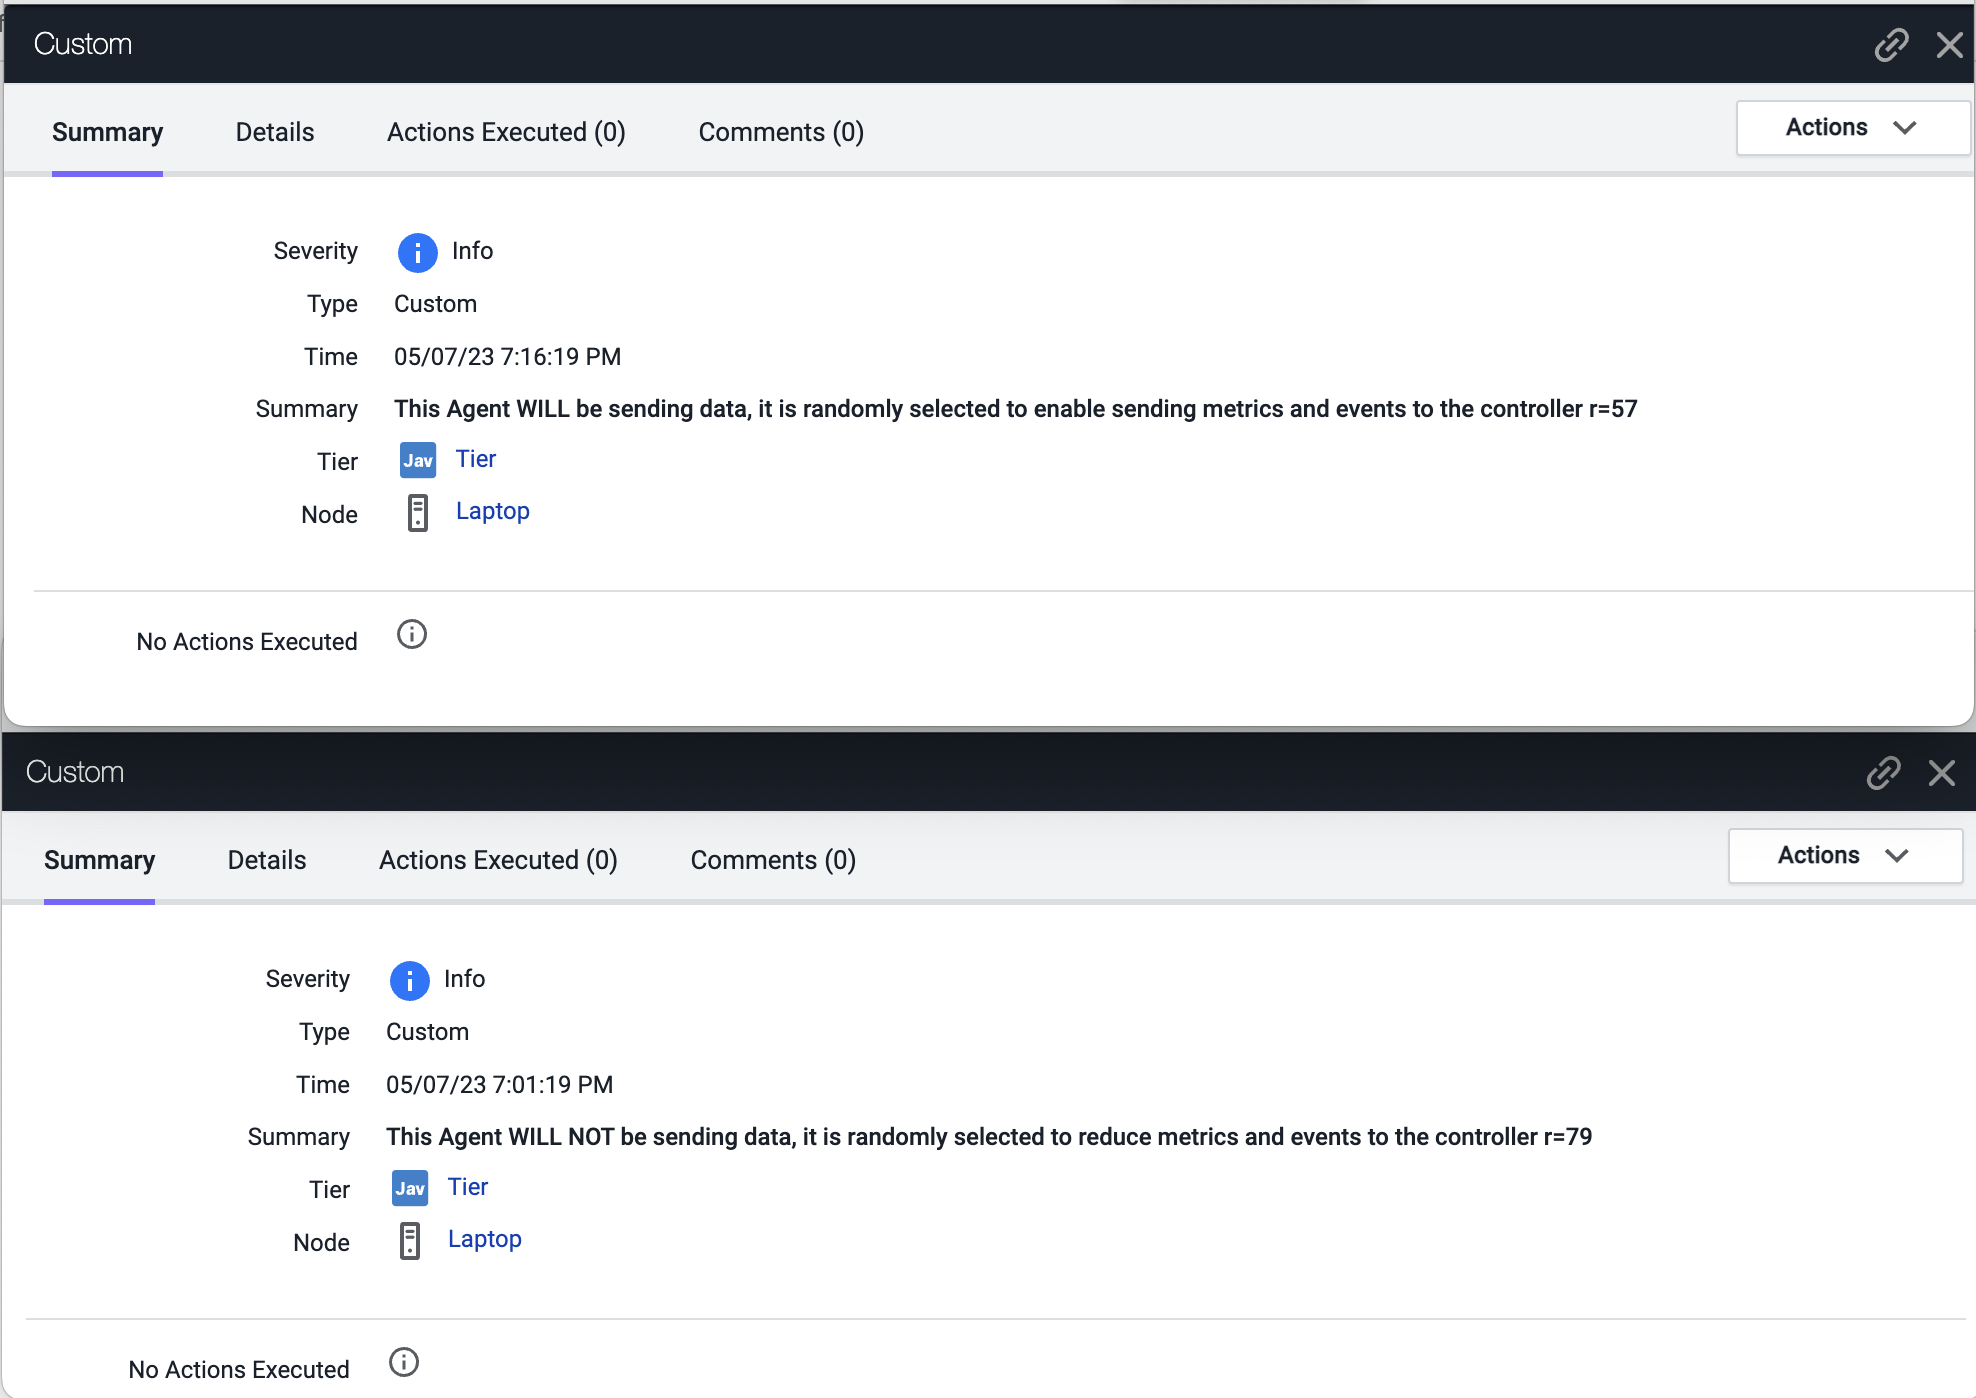 Custom
Summary Details Actions Executed (0) Comments (0) Actions
Severity Info
Type Custom
Time 05/07/23 7:16:19 PM
Summary This Agent WILL be sending data, it is randomly selected to enable sending metrics and events to the controller r=57
Tier Jav Tier
Node Laptop
No Actions Executed
Custom
Summary Details Actions Executed (0) Comments (0) Actions
Severity Info
Type Custom
Time 05/07/23 7:01:19 PM
Summary This Agent WILL NOT be sending data, it is randomly selected to reduce metrics and events to the controller r=79
Tier Jav Tier
Node Laptop
No Actions Executed